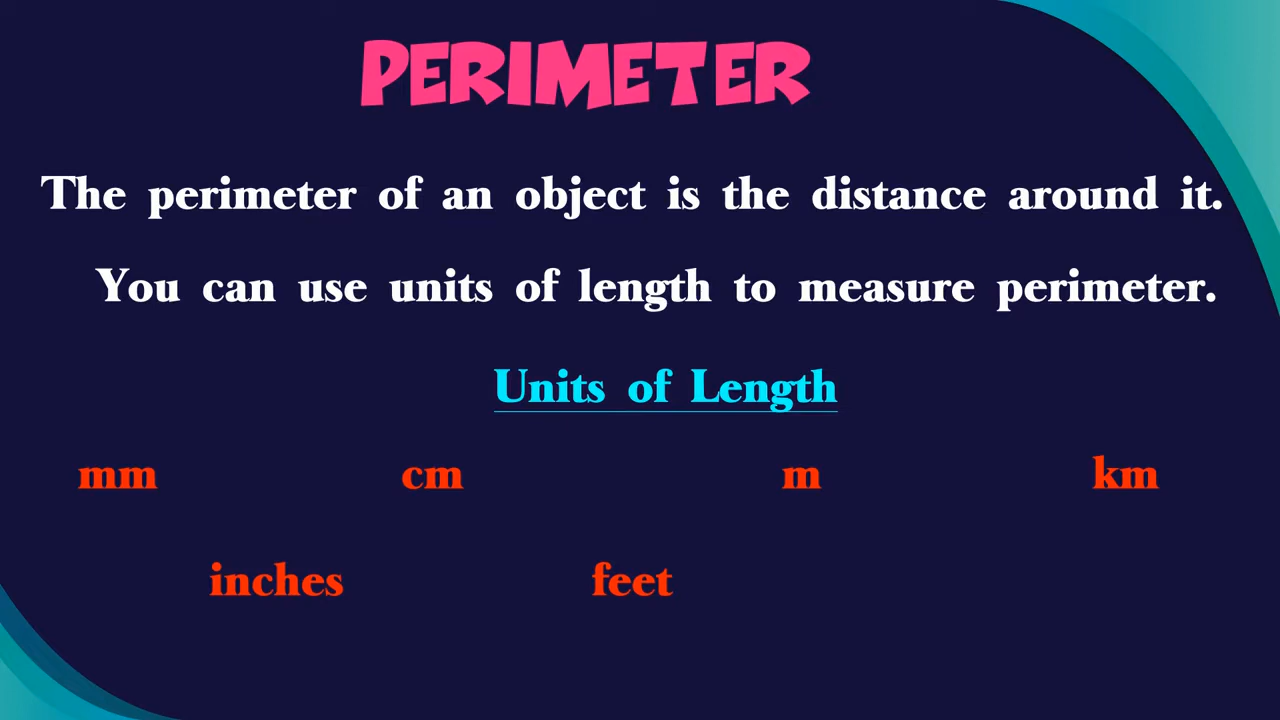 PERIMETER
The perimeter of an object is the distance around it.
You can use units of length to measure perimeter.
Units of Length
mm cm m km
inches feet